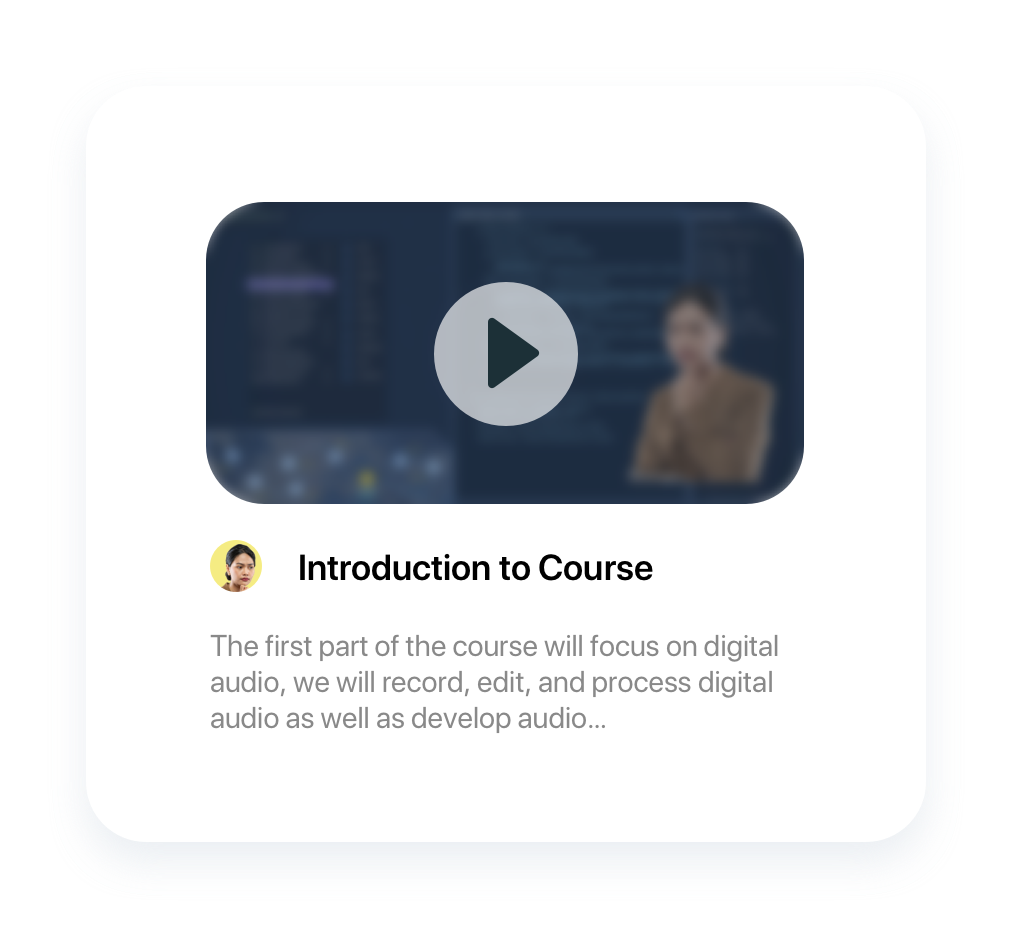 Introduction to Course
The first part of the course will focus on digital
audio, we will record, edit, and process digital
audio as well as develop audio...